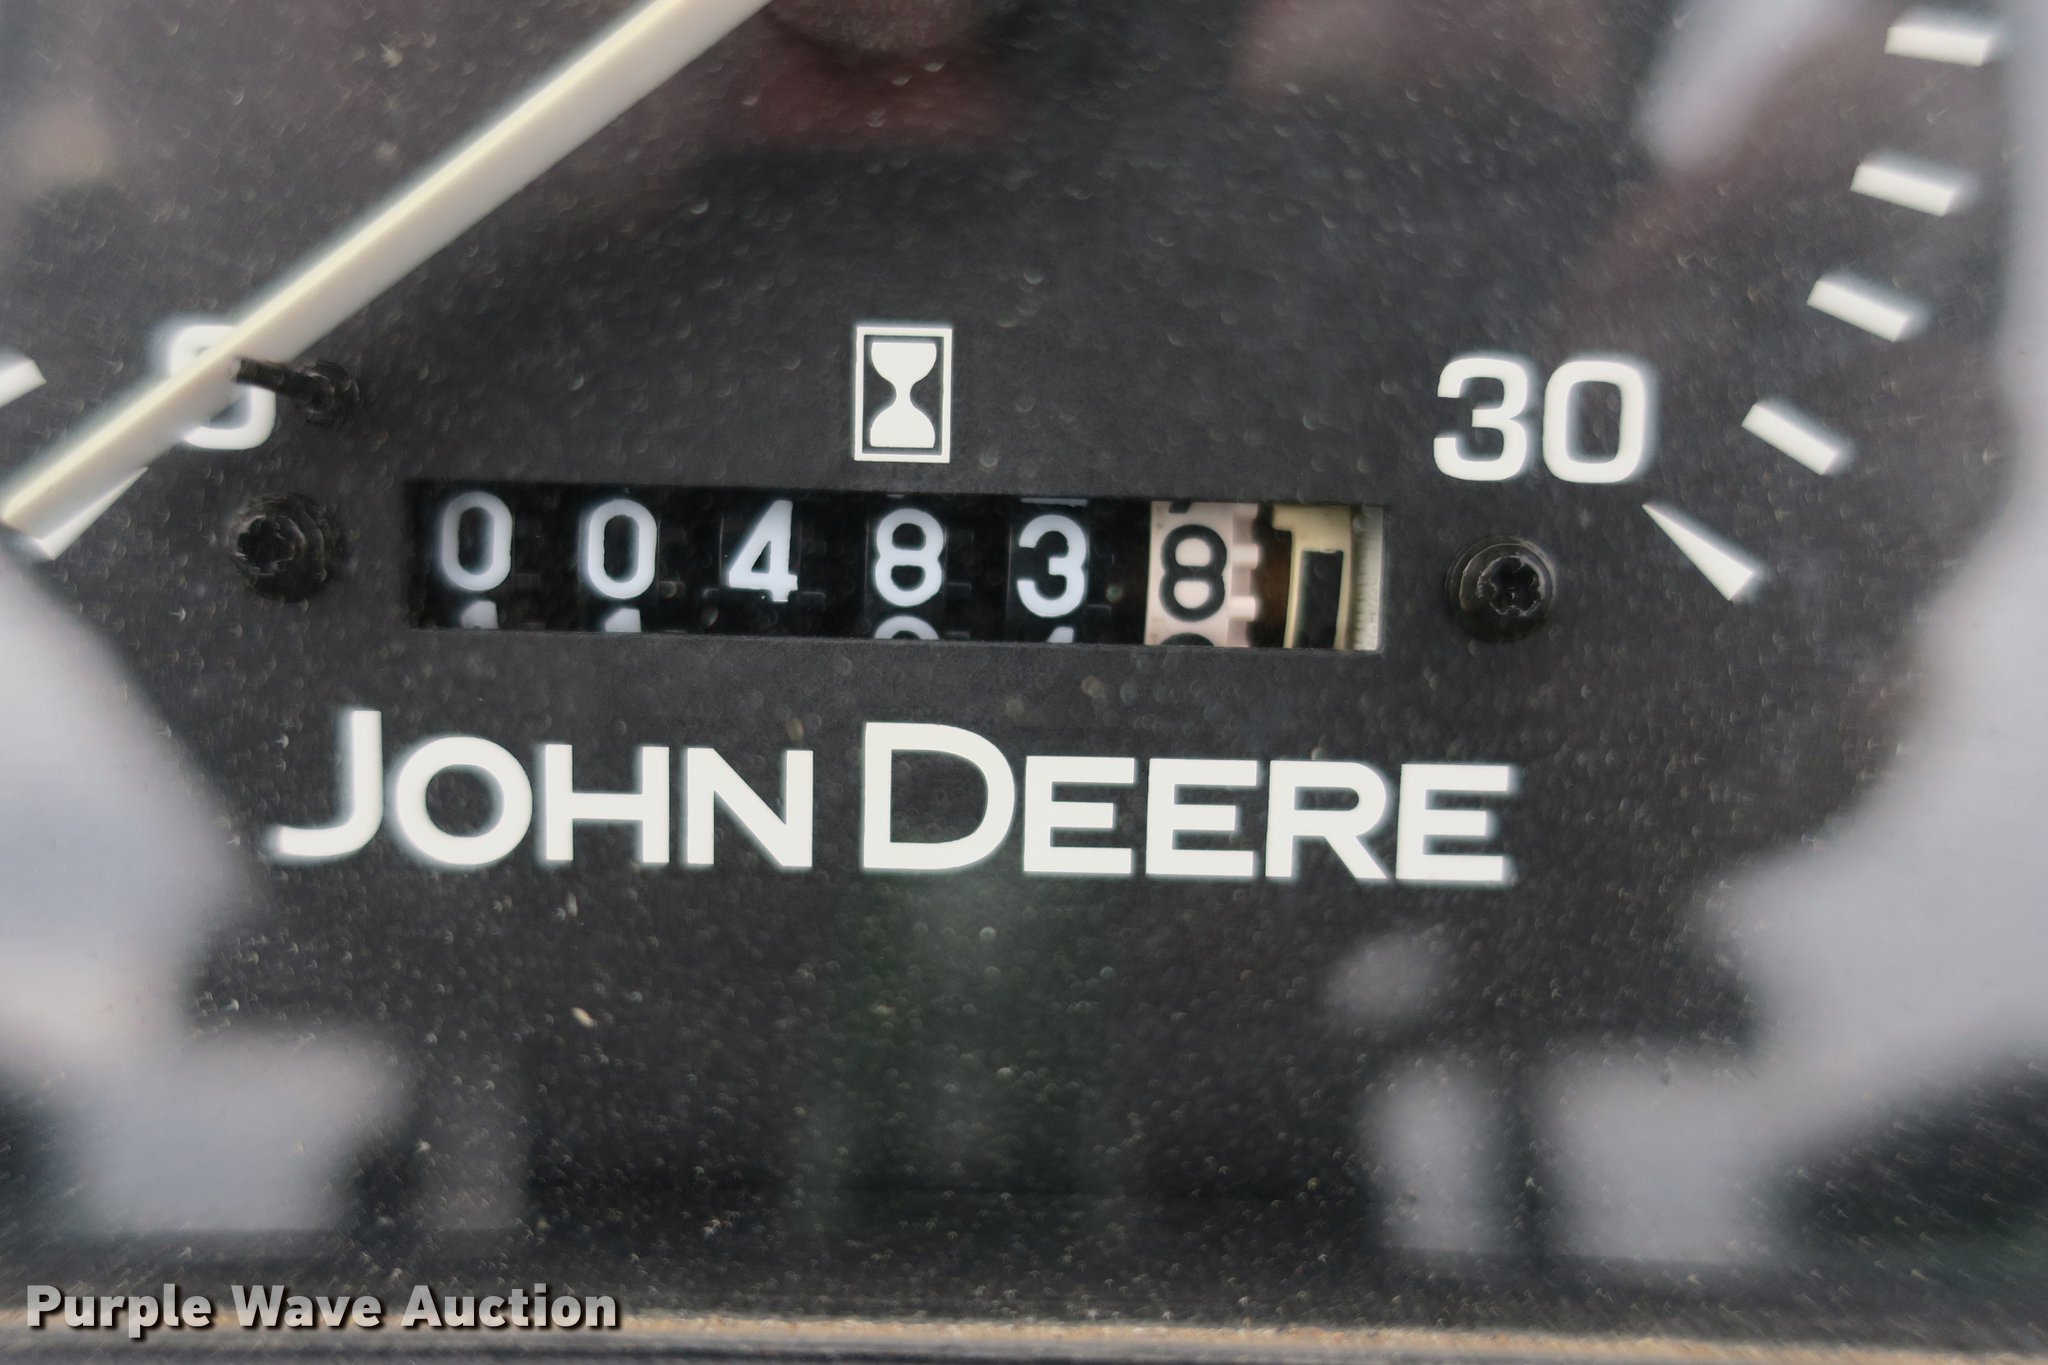 30
004838
JOHN DEERE
Purple Wave Auction